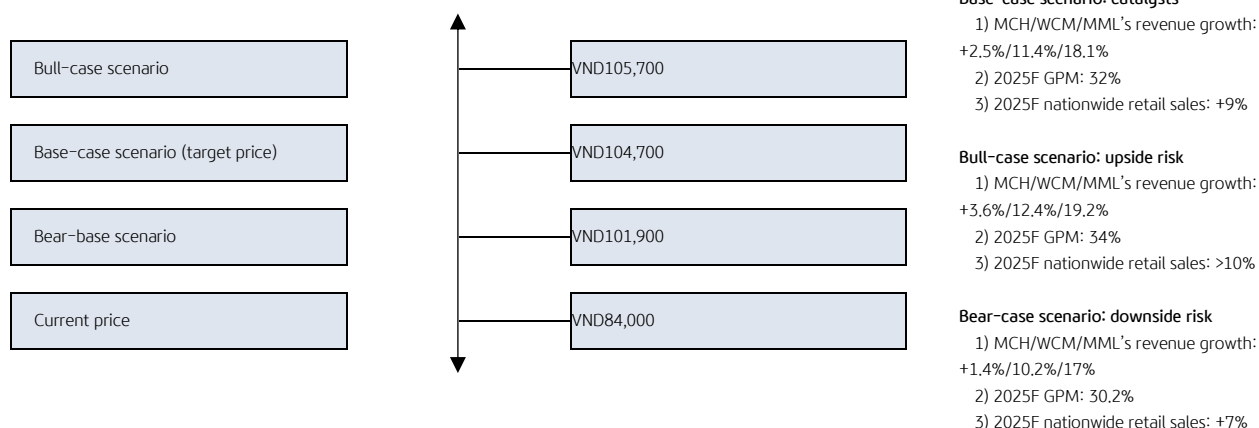 Bull-case scenario
VND105,700
Base-case scenario (target price)
VND104,700
Bear-base scenario
VND101,900
Current price
VND84,000
Base-case scenario: catalysts
1) MCH/WCM/MML's revenue growth:
+2.5%/11.4%/18.1%
2) 2025F GPM: 32%
3) 2025F nationwide retail sales: +9%
Bull-case scenario: upside risk
1) MCH/WCM/MML's revenue growth:
+3.6%/12.4%/19.2%
2) 2025F GPM: 34%
3) 2025F nationwide retail sales: >10%
Bear-case scenario: downside risk
1) MCH/WCM/MML's revenue growth:
+1.4%/10.2%/17%
2) 2025F GPM: 30.2%
3) 2025F nationwide retail sales: +7%